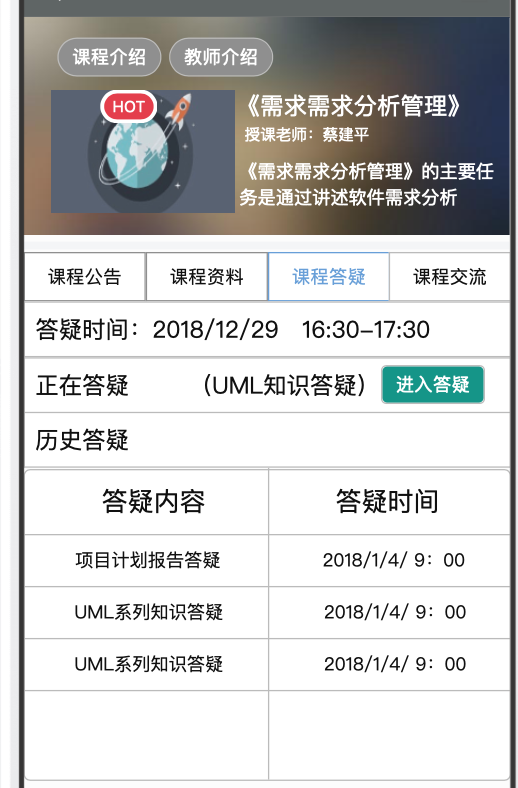 课程介绍 教师介绍
HOT
《需求需求分析管理》
授课老师：蔡建平
《需求需求分析管理》的主要任
务是通过讲述软件需求分析
课程公告 课程资料 课程答疑 课程交流
答疑时间：2018/12/29 16:30-17:30
正在答疑 （UML知识答疑） 进入答疑
历史答疑
答疑内容 答疑时间
项目计划报告答疑 2018/1/4/ 9：00
UML系列知识答疑 2018/1/4/ 9：00
UML系列知识答疑 2018/1/4/ 9：00